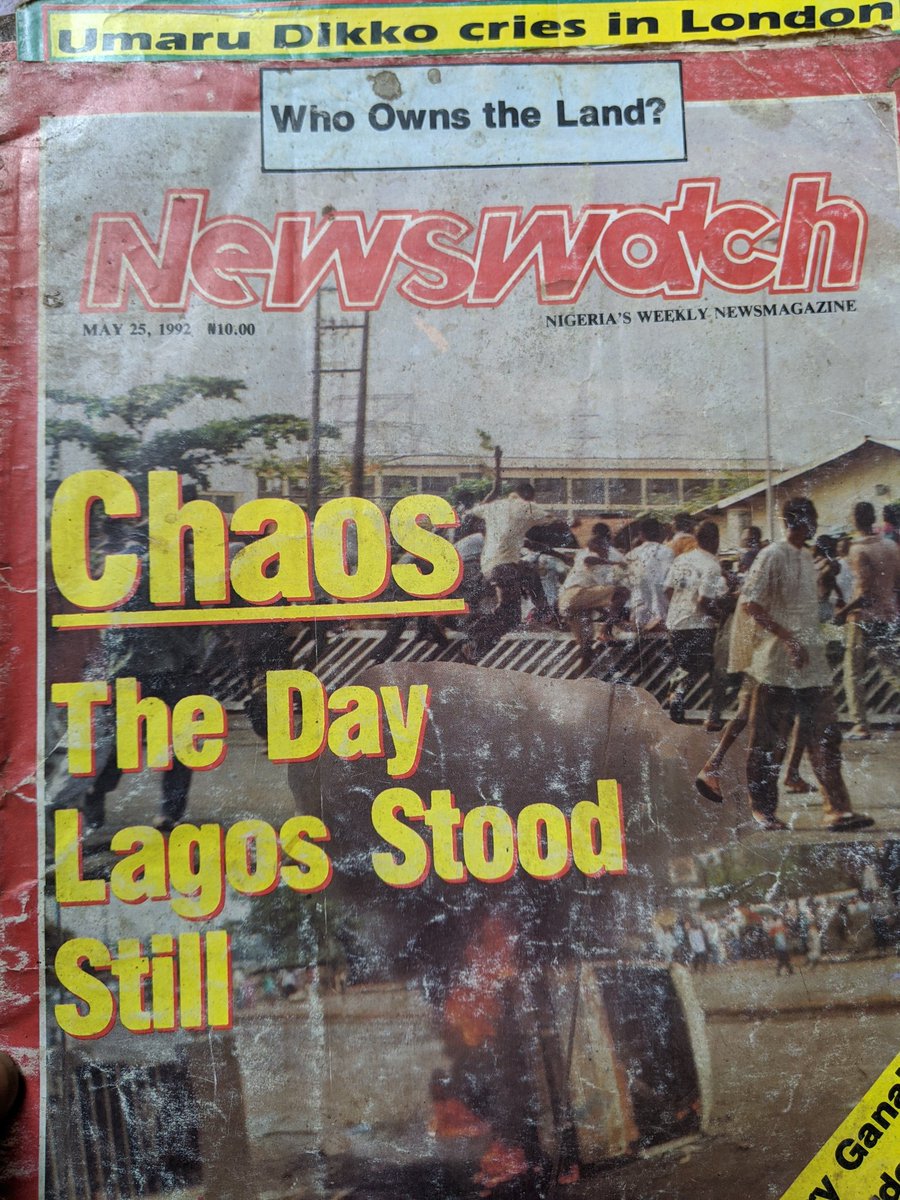 Umaru Dikko cries in London
Who Owns the Land?
Newswatch
MAY 25, 1992 ₦10.00
NIGERIA'S WEEKLY NEWSMAGAZINE
Chaos
The Day
Lagos Stood
Still